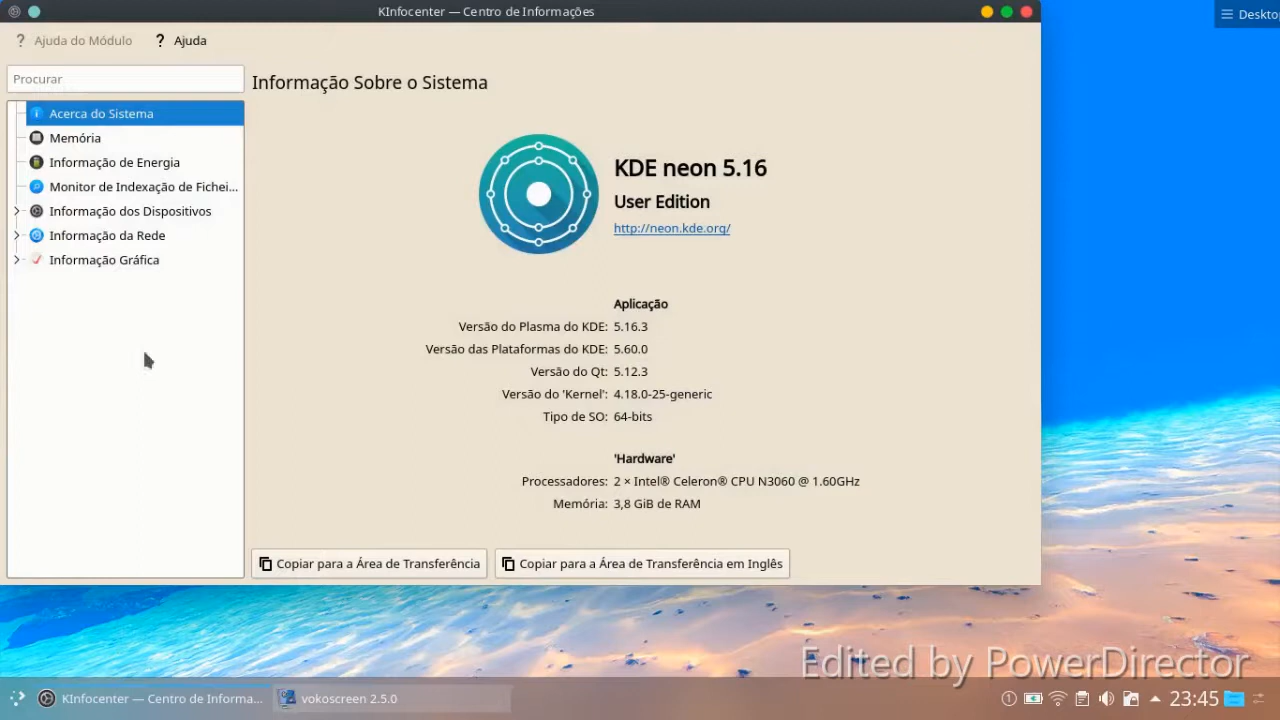 KInfocenter — Centro de Informações
Desktop
? Ajuda do Módulo ? Ajuda
Procurar
Informação Sobre o Sistema
Acerca do Sistema
Memória
Informação de Energia
Monitor de Indexação de Fichei...
Informação dos Dispositivos
Informação da Rede
Informação Gráfica
KDE neon 5.16
User Edition
http://neon.kde.org/
Aplicação
Versão do Plasma do KDE: 5.16.3
Versão das Plataformas do KDE: 5.60.0
Versão do Qt: 5.12.3
Versão do 'Kernel': 4.18.0-25-generic
Tipo de SO: 64-bits
'Hardware'
Processadores: 2 × Intel® Celeron® CPU N3060 @ 1.60GHz
Memória: 3,8 GiB de RAM
Copiar para a Área de Transferência
Copiar para a Área de Transferência em Inglês
Edited by PowerDirector
KInfocenter — Centro de Informa...
vokoscreen 2.5.0
1
23:45